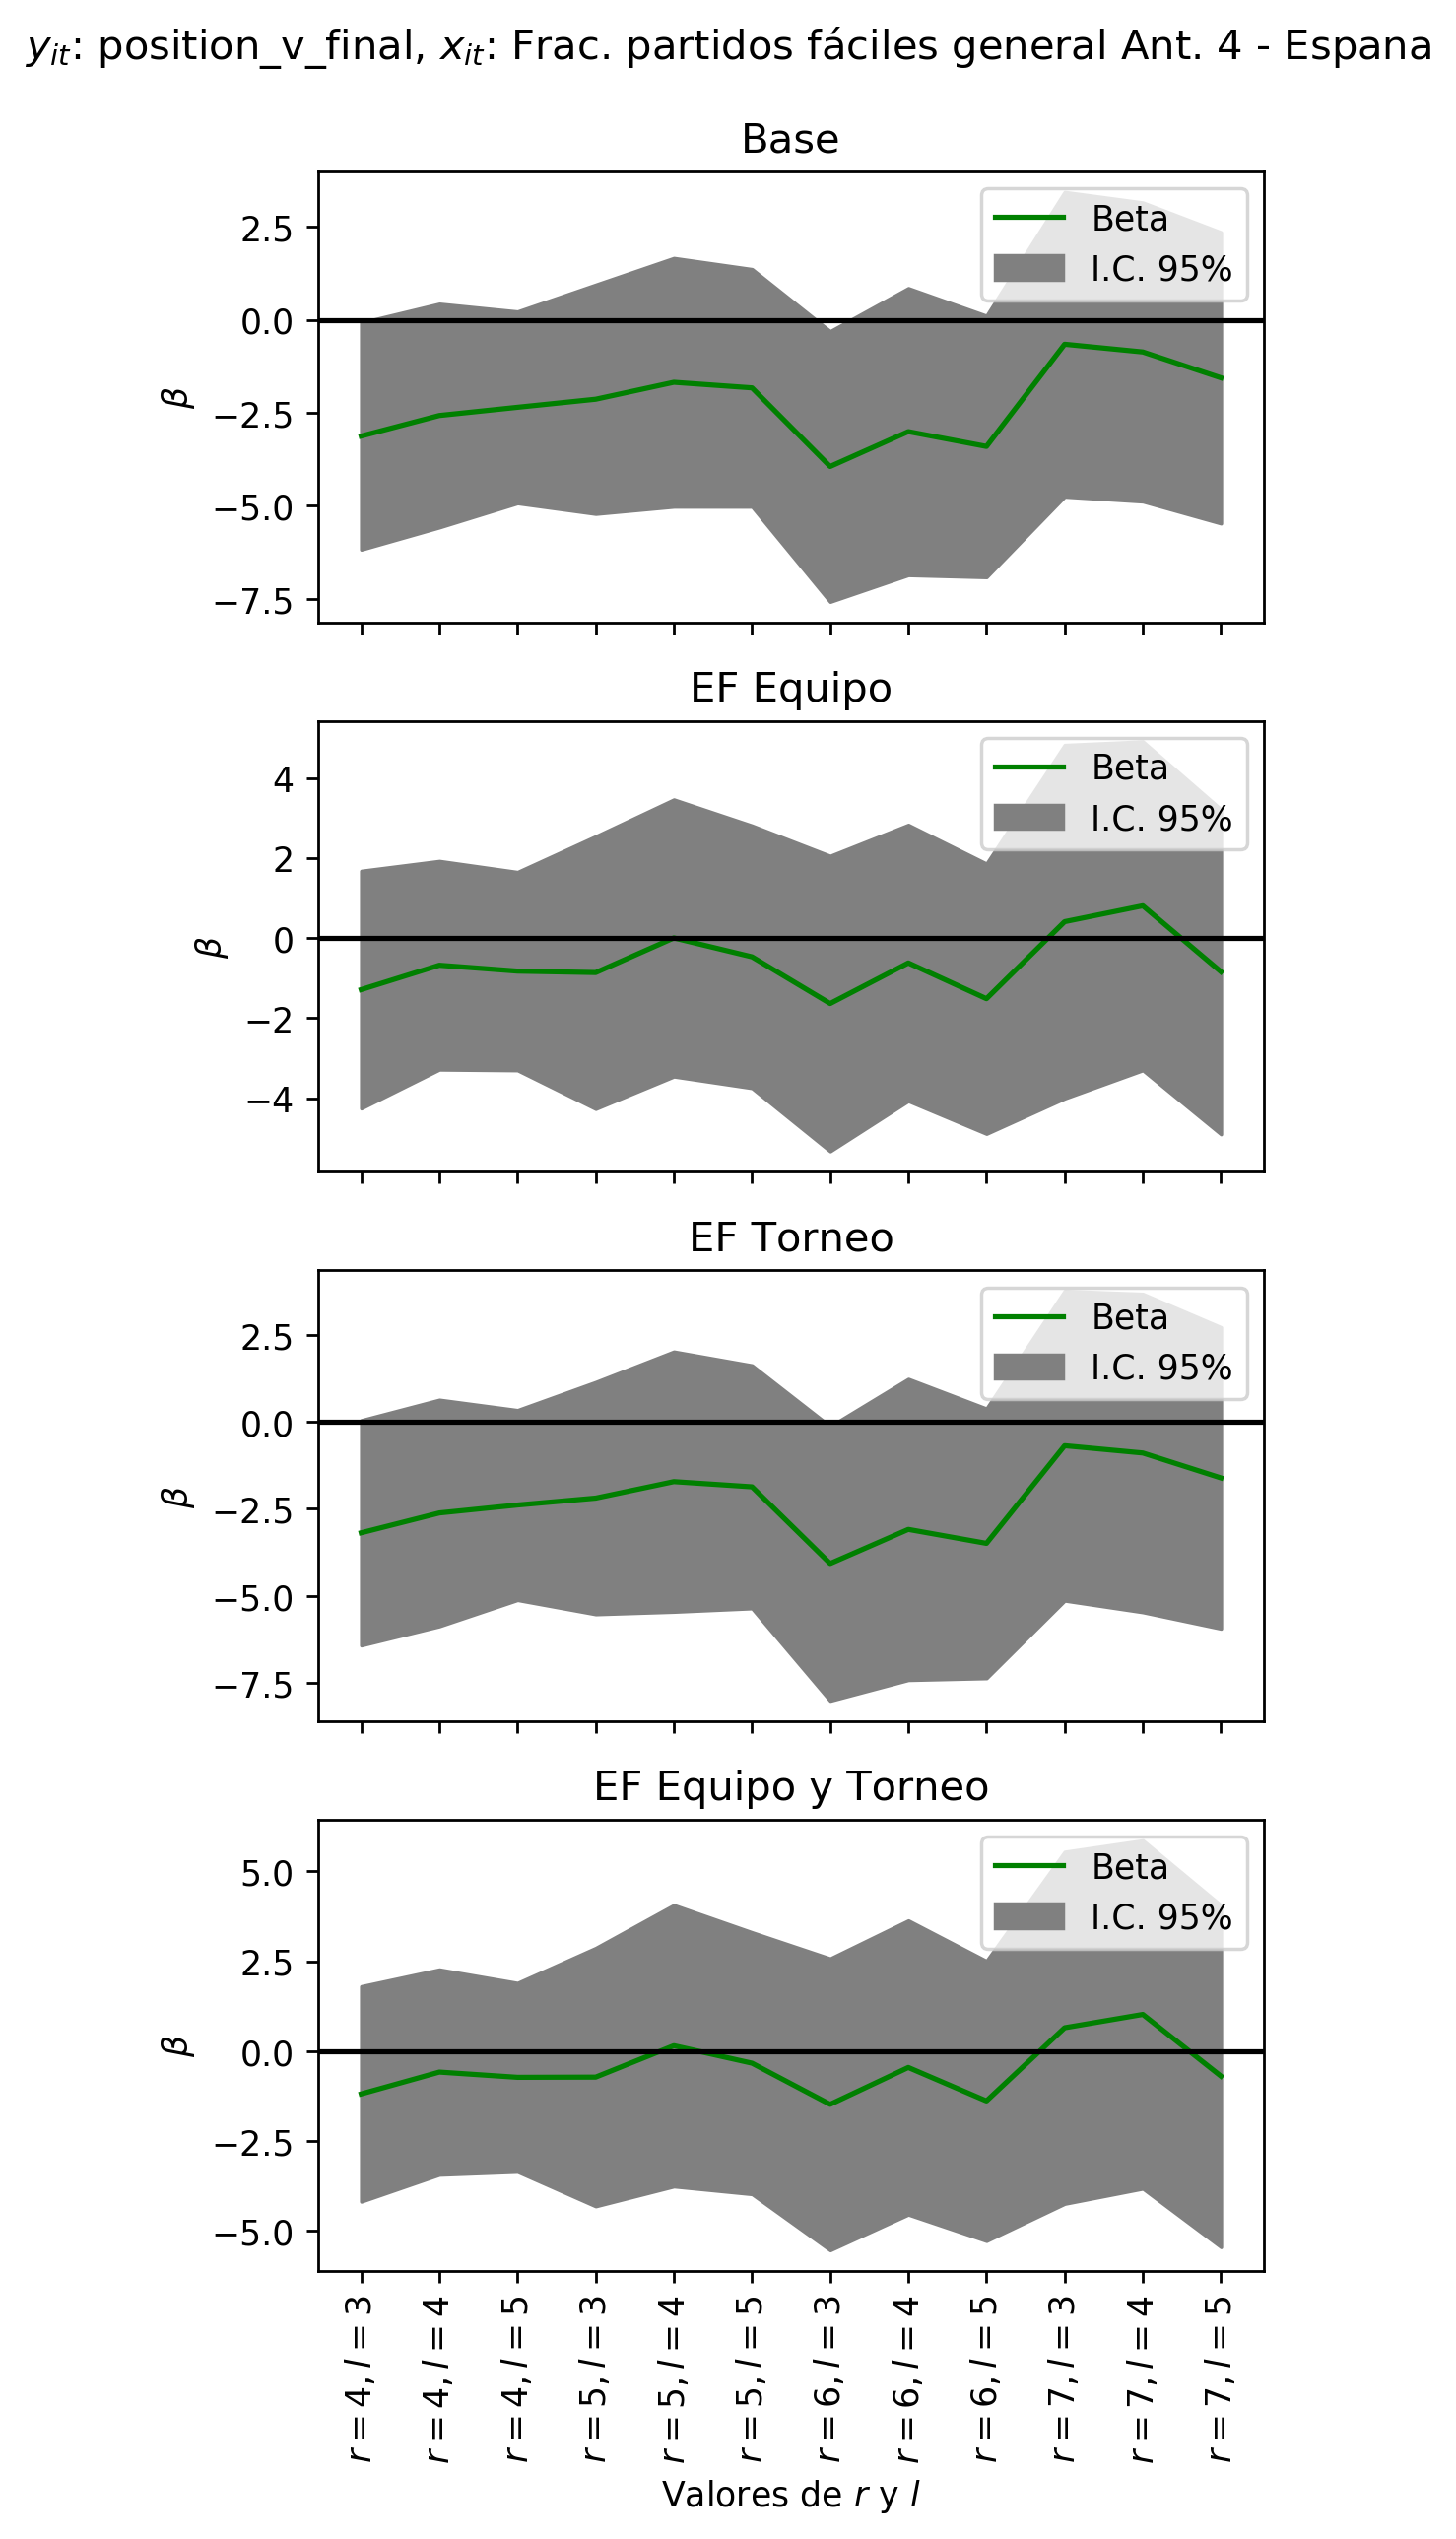 y_it: position_v_final, x_it: Frac. partidos fáciles general Ant. 4 - Espana
Base
Beta
I.C. 95%
2.5
0.0
−2.5
−5.0
−7.5
β
EF Equipo
Beta
I.C. 95%
4
2
0
−2
−4
β
EF Torneo
Beta
I.C. 95%
2.5
0.0
−2.5
−5.0
−7.5
β
EF Equipo y Torneo
Beta
I.C. 95%
5.0
2.5
0.0
−2.5
−5.0
β
r = 4, l = 3
r = 4, l = 4
r = 4, l = 5
r = 5, l = 3
r = 5, l = 4
r = 5, l = 5
r = 6, l = 3
r = 6, l = 4
r = 6, l = 5
r = 7, l = 3
r = 7, l = 4
r = 7, l = 5
Valores de r y l